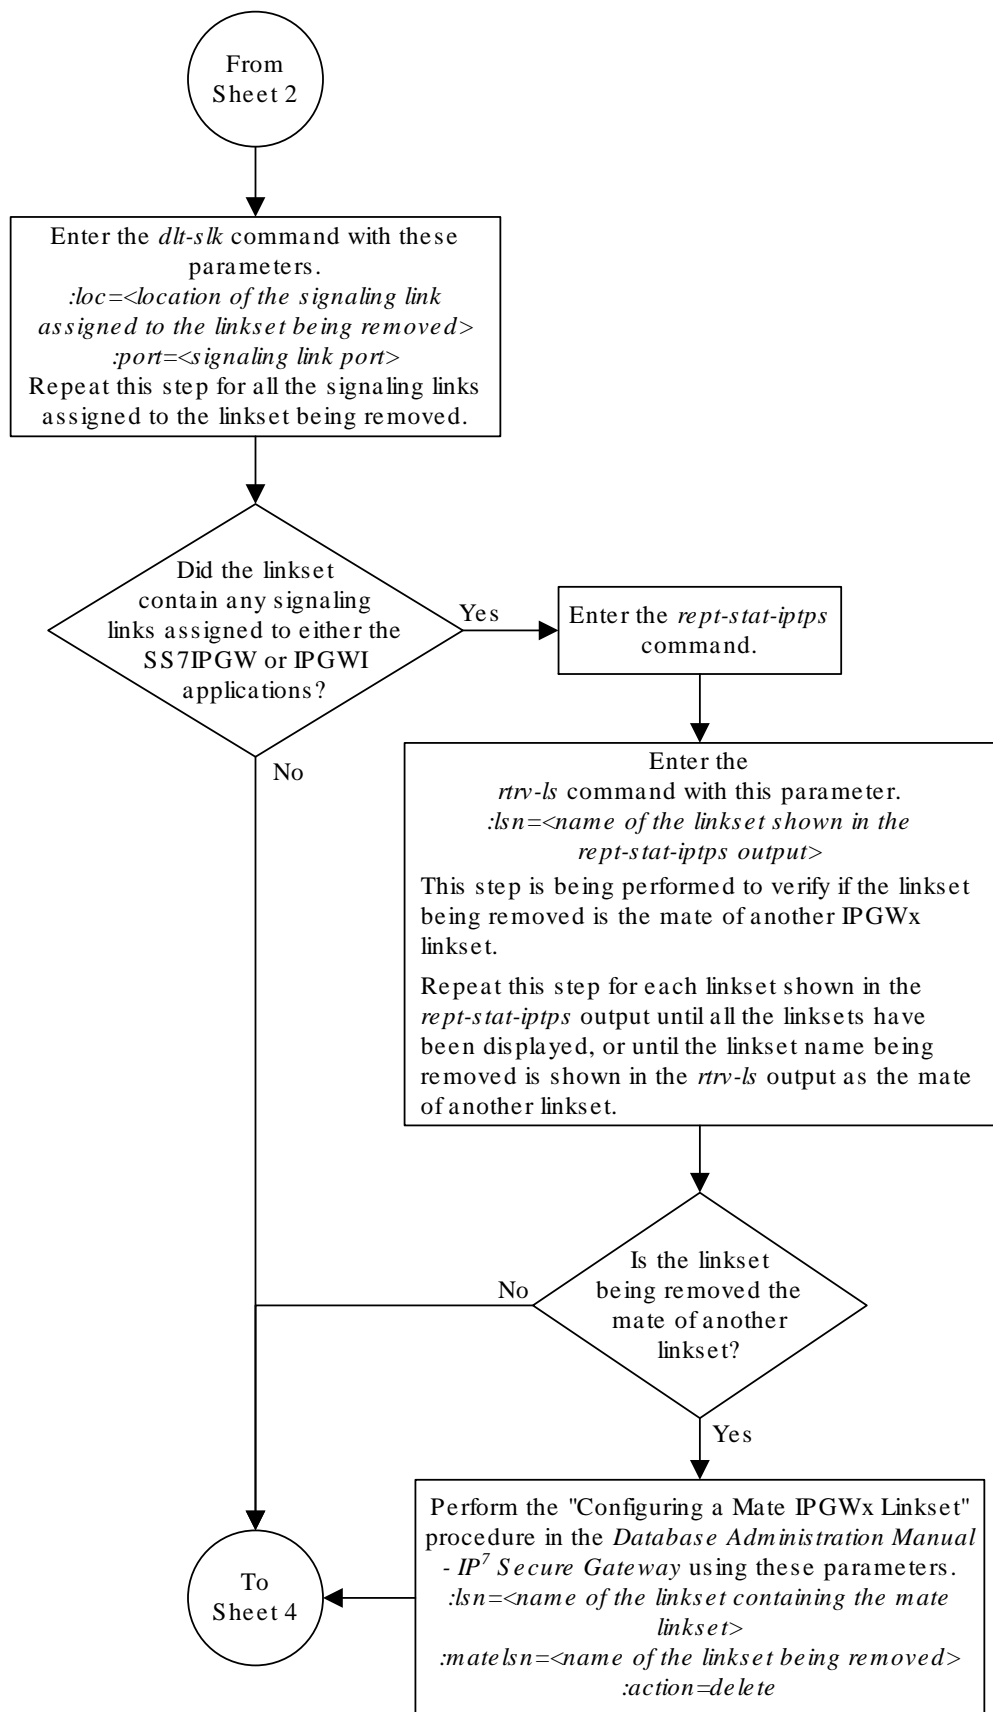 From
Sheet 2
Enter the dlt-slk command with these
parameters.
:loc=<location of the signaling link
assigned to the linkset being removed>
:port=<signaling link port>
Repeat this step for all the signaling links
assigned to the linkset being removed.
Did the linkset
contain any signaling
links assigned to either the
SS7IPGW or IPGWI
applications?
Yes
Enter the rept-stat-iptps
command.
No
Enter the
rtrv-ls command with this parameter.
:lsn=<name of the linkset shown in the
rept-stat-iptps output>
This step is being performed to verify if the linkset
being removed is the mate of another IPGWx
linkset.
Repeat this step for each linkset shown in the
rept-stat-iptps output until all the linksets have
been displayed, or until the linkset name being
removed is shown in the rtrv-ls output as the mate
of another linkset.
Is the linkset
being removed the
mate of another
linkset?
No
Yes
Perform the "Configuring a Mate IPGWx Linkset"
procedure in the Database Administration Manual
- IP⁷ Secure Gateway using these parameters.
:lsn=<name of the linkset containing the mate
linkset>
:matelsn=<name of the linkset being removed>
:action=delete
To
Sheet 4